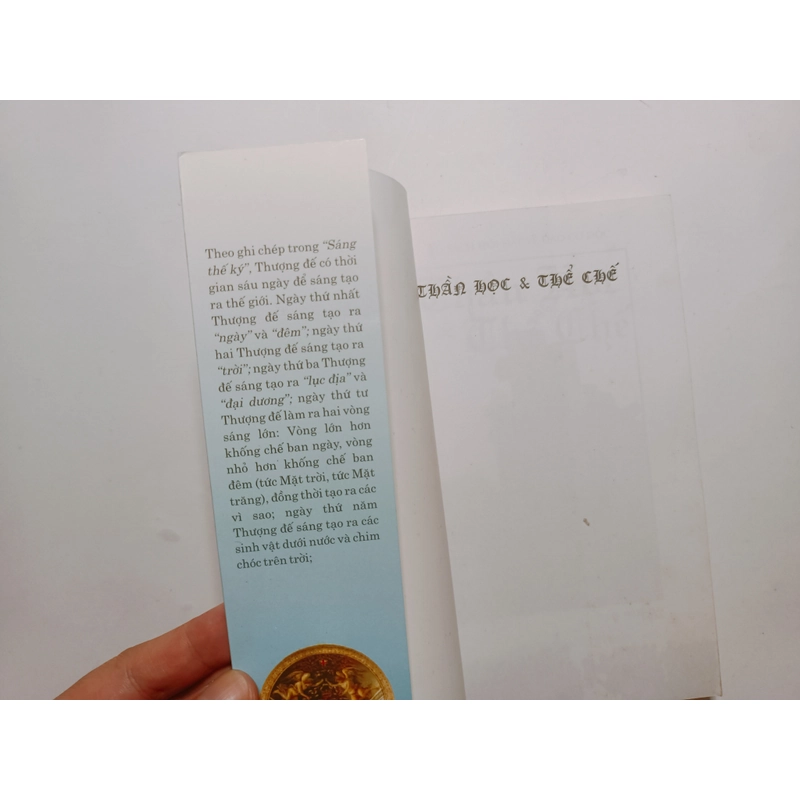 Theo ghi chép trong “Sáng
thế ký”, Thượng đế có thời
gian sáu ngày để sáng tạo
ra thế giới. Ngày thứ nhất
Thượng đế sáng tạo ra
“ngày” và “đêm”; ngày thứ
hai Thượng đế sáng tạo ra
“trời”; ngày thứ ba Thượng
đế sáng tạo ra “lục địa” và
“đại dương”; ngày thứ tư
Thượng đế làm ra hai vòng
sáng lớn: Vòng lớn hơn
khống chế ban ngày, vòng
nhỏ hơn khống chế ban
đêm (tức Mặt trời, tức Mặt
trăng), đồng thời tạo ra các
vì sao; ngày thứ năm
Thượng đế sáng tạo ra các
sinh vật dưới nước và chim
chóc trên trời;
THẦN HỌC & THỂ CHẾ